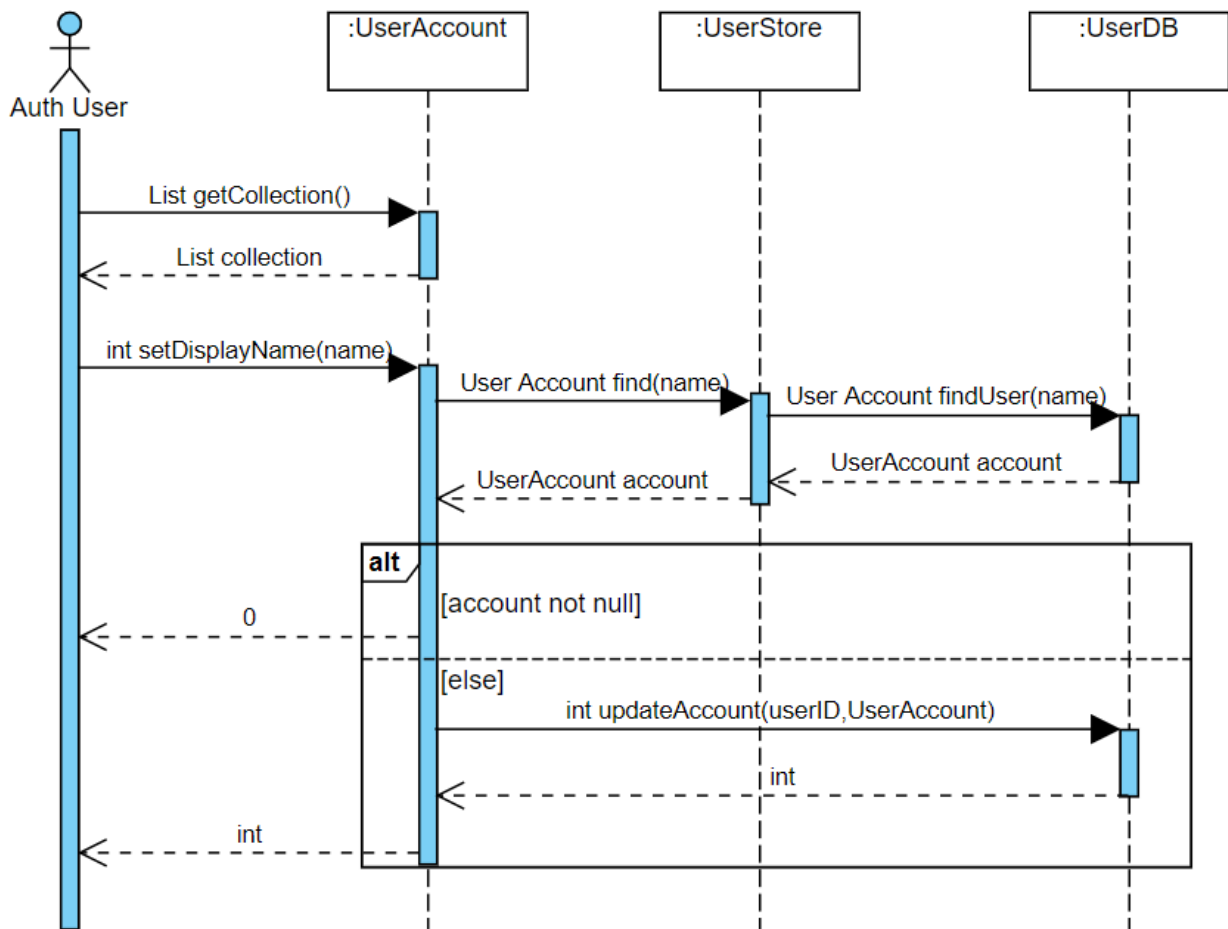 :UserAccount
:UserStore
:UserDB
Auth User
List getCollection()
List collection
int setDisplayName(name)
User Account find(name)
User Account findUser(name)
UserAccount account
UserAccount account
alt
[account not null]
0
[else]
int updateAccount(userID,UserAccount)
int
int